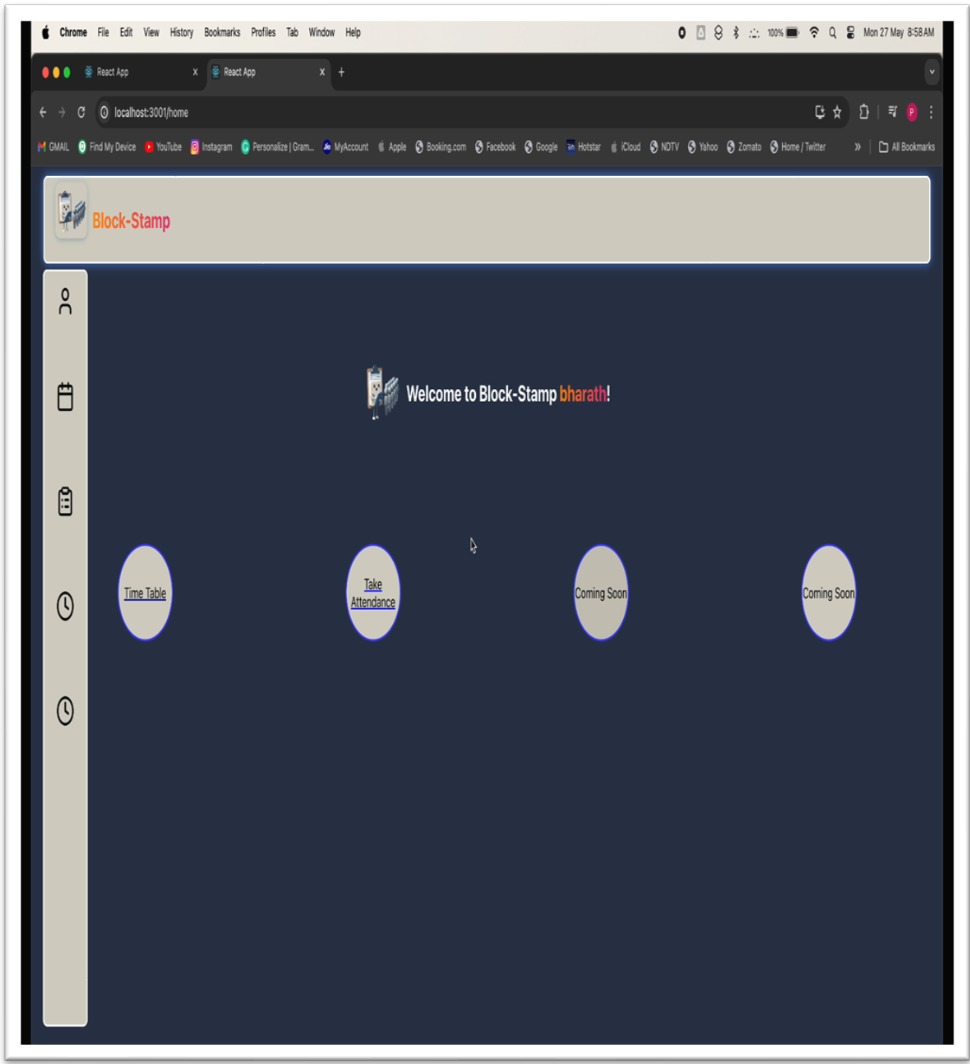 Chrome File Edit View History Bookmarks Profiles Tab Window Help 100% Mon 27 May 8:58 AM
React App React App
localhost:3001/home P
GMAIL Find My Device YouTube Instagram Personalize | Gram... MyAccount Apple Booking.com Facebook Google Hotstar iCloud NDTV Yahoo Zomato Home / Twitter » All Bookmarks
Block-Stamp
Welcome to Block-Stamp bharath!
Time Table
Take
Attendance
Coming Soon
Coming Soon